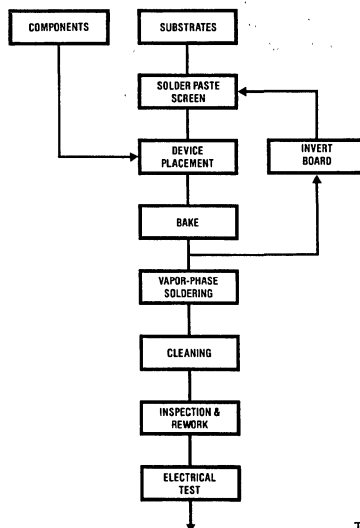 COMPONENTS
SUBSTRATES
SOLDER PASTE
SCREEN
DEVICE
PLACEMENT
INVERT
BOARD
BAKE
VAPOR-PHASE
SOLDERING
CLEANING
INSPECTION &
REWORK
ELECTRICAL
TEST
T